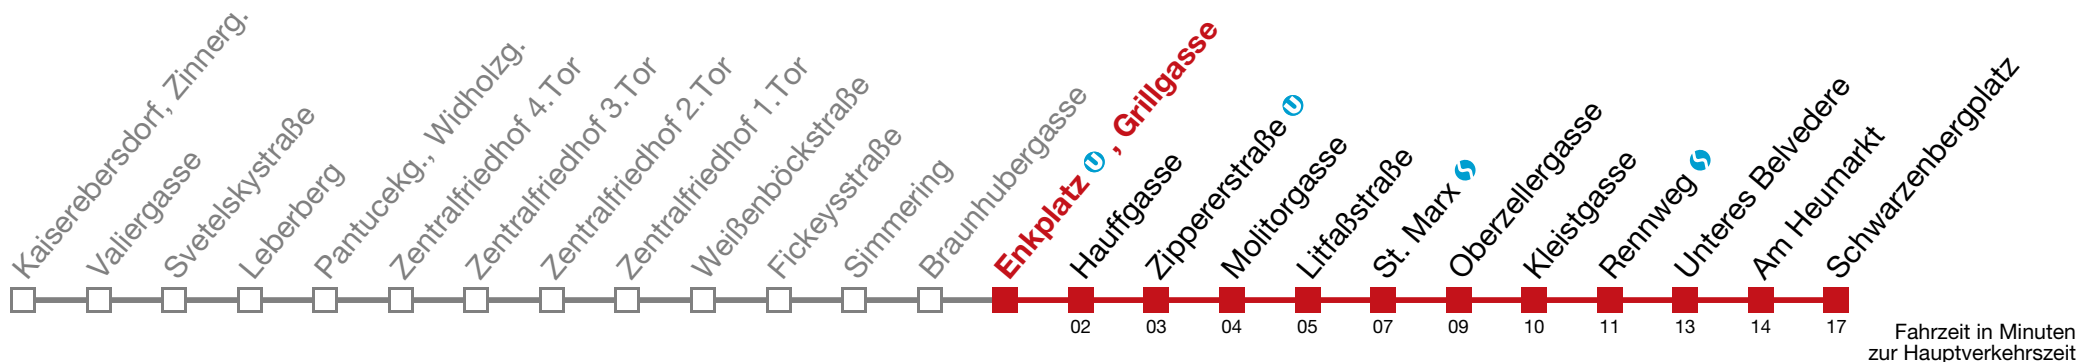 Kaiserebersdorf, Zinnerg.
Valiergasse
Svetelskystraße
Leberberg
Pantucekg., Widholzg.
Zentralfriedhof 4.Tor
Zentralfriedhof 3.Tor
Zentralfriedhof 2.Tor
Zentralfriedhof 1.Tor
Weißenböckstraße
Fickeysstraße
Simmering
Braunhubergasse
Enkplatz U , Grillgasse
Hauffgasse
Zippererstraße U
Molitorgasse
Litfaßstraße
St. Marx S
Oberzellergasse
Kleistgasse
Rennweg S
Unteres Belvedere
Am Heumarkt
Schwarzenbergplatz
02 03 04 05 07 09 10 11 13 14 17
Fahrzeit in Minuten
zur Hauptverkehrszeit